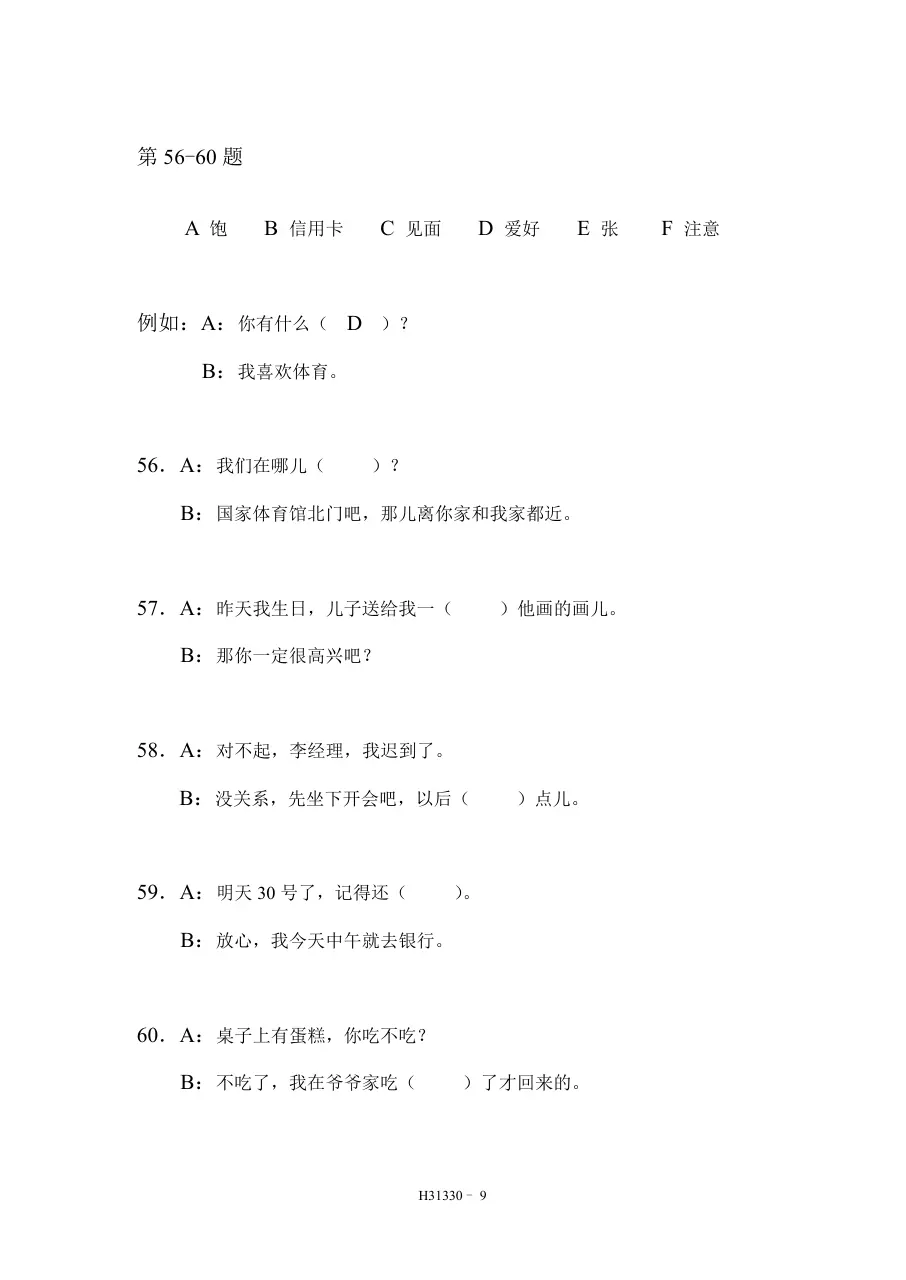 第 56-60 题
A 饱 B 信用卡 C 见面 D 爱好 E 张 F 注意
例如：A：你有什么（ D ）？
B：我喜欢体育。
56．A：我们在哪儿（ ）？
B：国家体育馆北门吧，那儿离你家和我家都近。
57．A：昨天我生日，儿子送给我一（ ）他画的画儿。
B：那你一定很高兴吧？
58．A：对不起，李经理，我迟到了。
B：没关系，先坐下开会吧，以后（ ）点儿。
59．A：明天 30 号了，记得还（ ）。
B：放心，我今天中午就去银行。
60．A：桌子上有蛋糕，你吃不吃？
B：不吃了，我在爷爷家吃（ ）了才回来的。
H31330 - 9